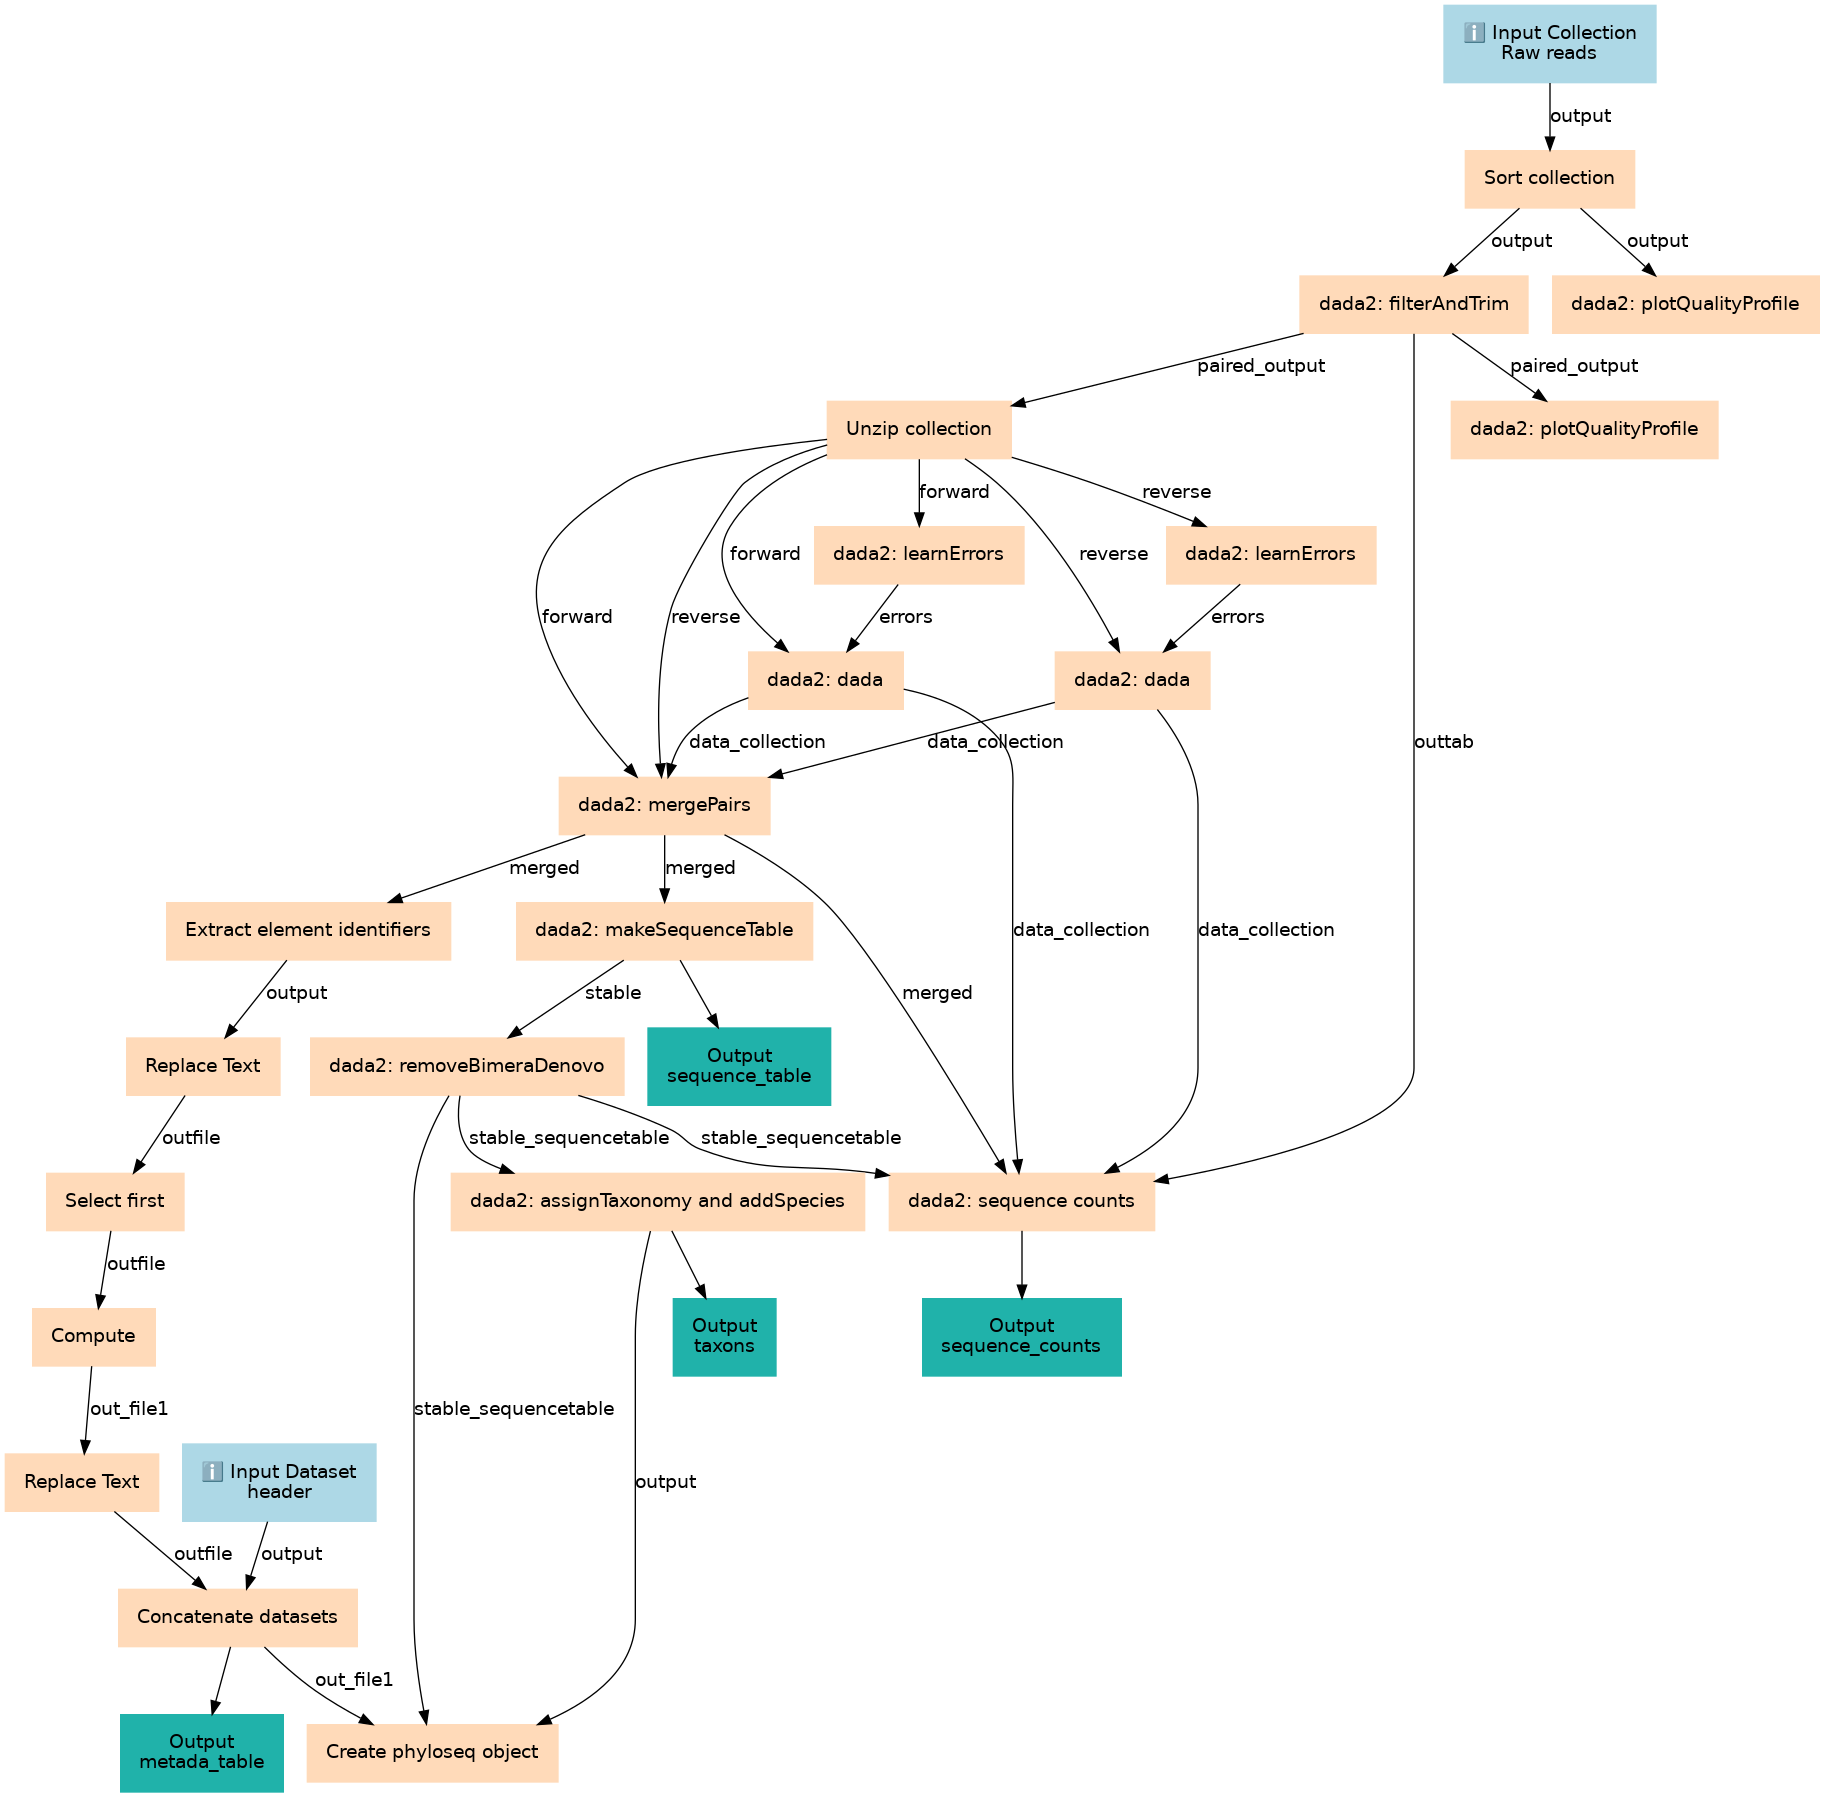 ℹ️ Input Collection
Raw reads
output
Sort collection
output
output
dada2: filterAndTrim
dada2: plotQualityProfile
paired_output
paired_output
Unzip collection
dada2: plotQualityProfile
forward
reverse
forward
dada2: learnErrors
reverse
dada2: learnErrors
forward
reverse
errors
errors
dada2: dada
dada2: dada
data_collection
data_collection
outtab
dada2: mergePairs
merged
merged
Extract element identifiers
dada2: makeSequenceTable
data_collection
data_collection
output
stable
merged
Replace Text
dada2: removeBimeraDenovo
Output
sequence_table
outfile
stable_sequencetable
stable_sequencetable
Select first
dada2: assignTaxonomy and addSpecies
dada2: sequence counts
outfile
Compute
Output
taxons
Output
sequence_counts
out_file1
stable_sequencetable
Replace Text
ℹ️ Input Dataset
header
output
outfile
output
Concatenate datasets
out_file1
Output
metada_table
Create phyloseq object